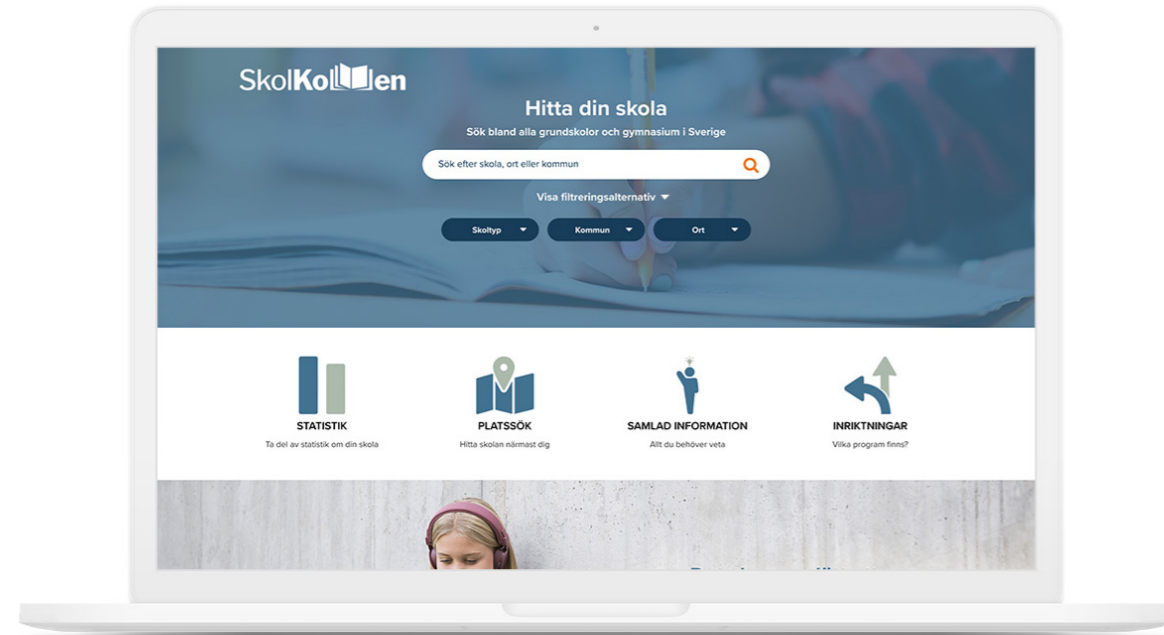 SkolKollen
Hitta din skola
Sök bland alla grundskolor och gymnasium i Sverige
Sök efter skola, ort eller kommun
Visa filtreringsalternativ
Skoltyp
Kommun
Ort
STATISTIK
Ta del av statistik om din skola
PLATSSÖK
Hitta skolan närmast dig
SAMLAD INFORMATION
Allt du behöver veta
INRIKTNINGAR
Vilka program finns?